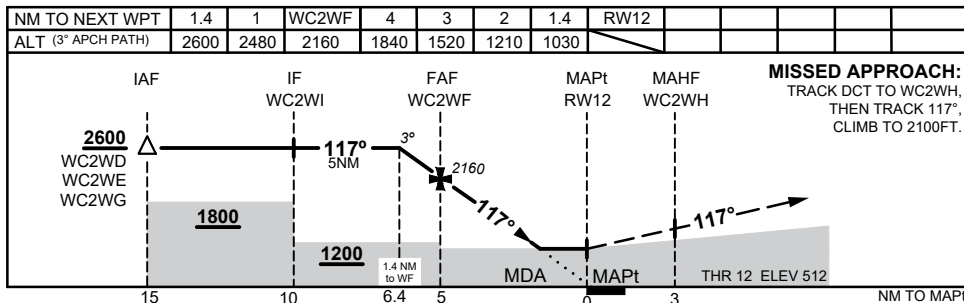 NM TO NEXT WPT 1.4 1 WC2WF 4 3 2 1.4 RW12
ALT (3° APCH PATH) 2600 2480 2160 1840 1520 1210 1030
IAF IF FAF MAPt MAHF
WC2WI WC2WF RW12 WC2WH
MISSED APPROACH:
TRACK DCT TO WC2WH,
THEN TRACK 117°,
CLIMB TO 2100FT.
2600
WC2WD
WC2WE
WC2WG
117°
5NM
3°
2160
117°
117°
1800
1200
1.4 NM
to WF
MDA MAPt THR 12 ELEV 512
15 10 6.4 5 0 3 NM TO MAPt